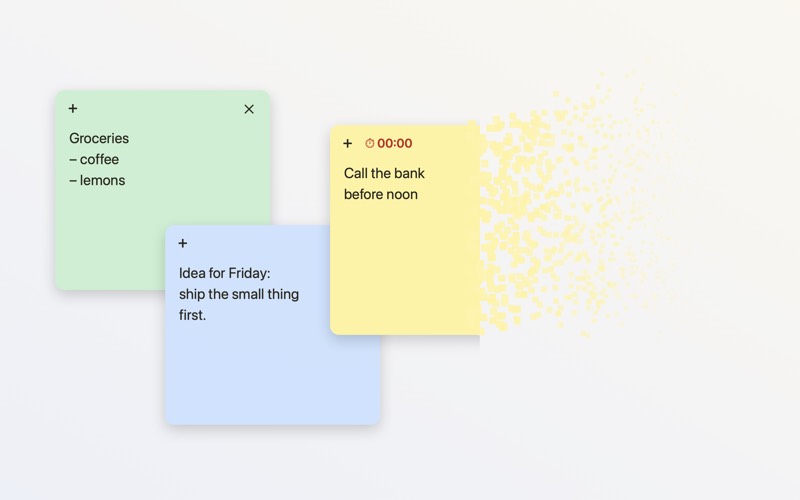 Groceries
– coffee
– lemons
00:00
Call the bank
before noon
Idea for Friday:
ship the small thing
first.